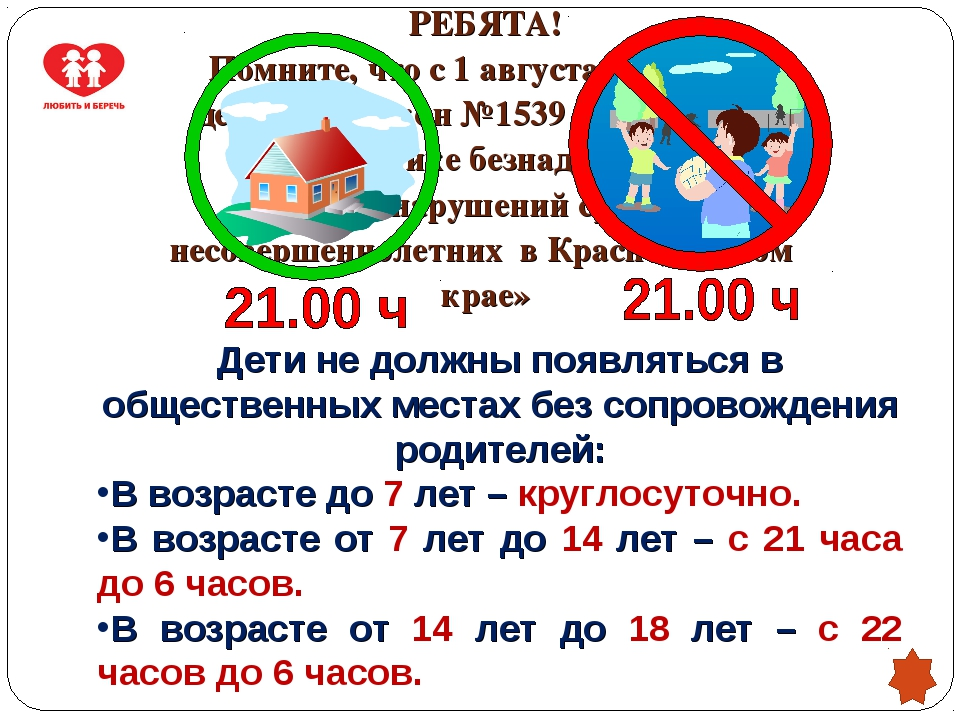 РЕБЯТА!
ЛЮБИТЬ И БЕРЕЧЬ
Помните, что с 1 августа
№1539
нарушений
несовершеннолетних в
крае»
21.00 ч
21.00 ч
Дети не должны появляться в
общественных местах без сопровождения
родителей:
•В возрасте до 7 лет – круглосуточно.
•В возрасте от 7 лет до 14 лет – с 21 часа
до 6 часов.
•В возрасте от 14 лет до 18 лет – с 22
часов до 6 часов.